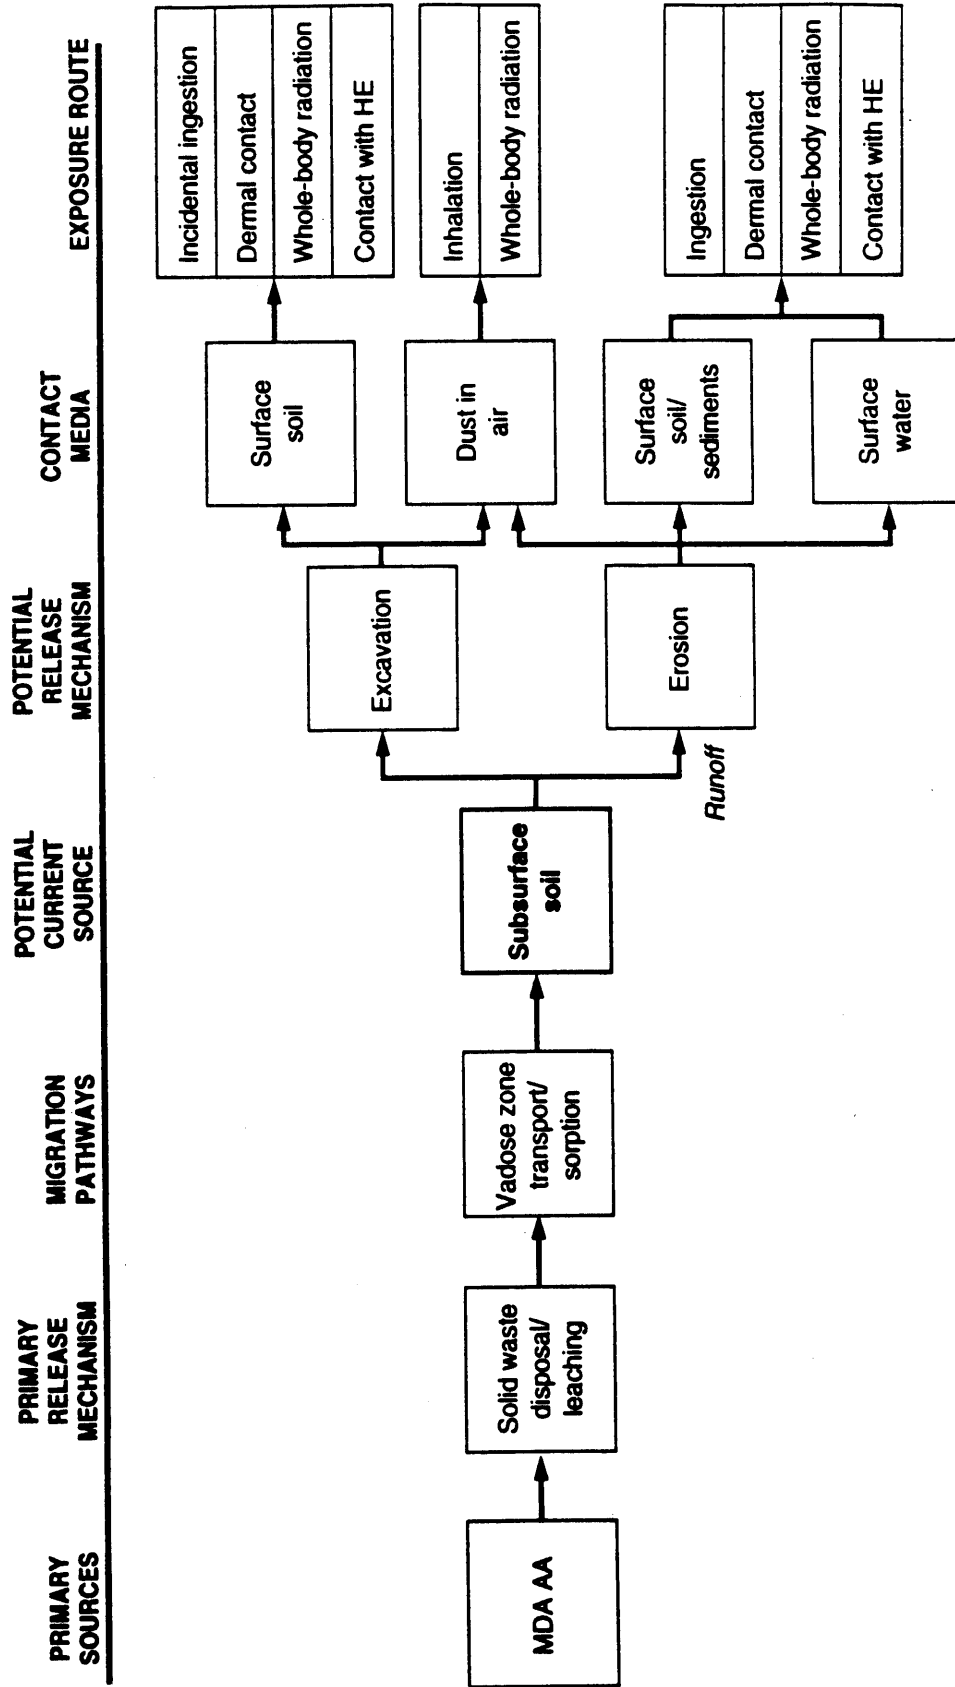 PRIMARY
SOURCES
PRIMARY
RELEASE
MECHANISM
MIGRATION
PATHWAYS
POTENTIAL
CURRENT
SOURCE
POTENTIAL
RELEASE
MECHANISM
CONTACT
MEDIA
EXPOSURE ROUTE
MDA AA
Solid waste
disposal/
leaching
Vadose zone
transport/
sorption
Subsurface
soil
Runoff
Excavation
Erosion
Surface
soil
Dust in
air
Surface
soil/
sediments
Surface
water
Incidental ingestion
Dermal contact
Whole-body radiation
Contact with HE
Inhalation
Whole-body radiation
Ingestion
Dermal contact
Whole-body radiation
Contact with HE